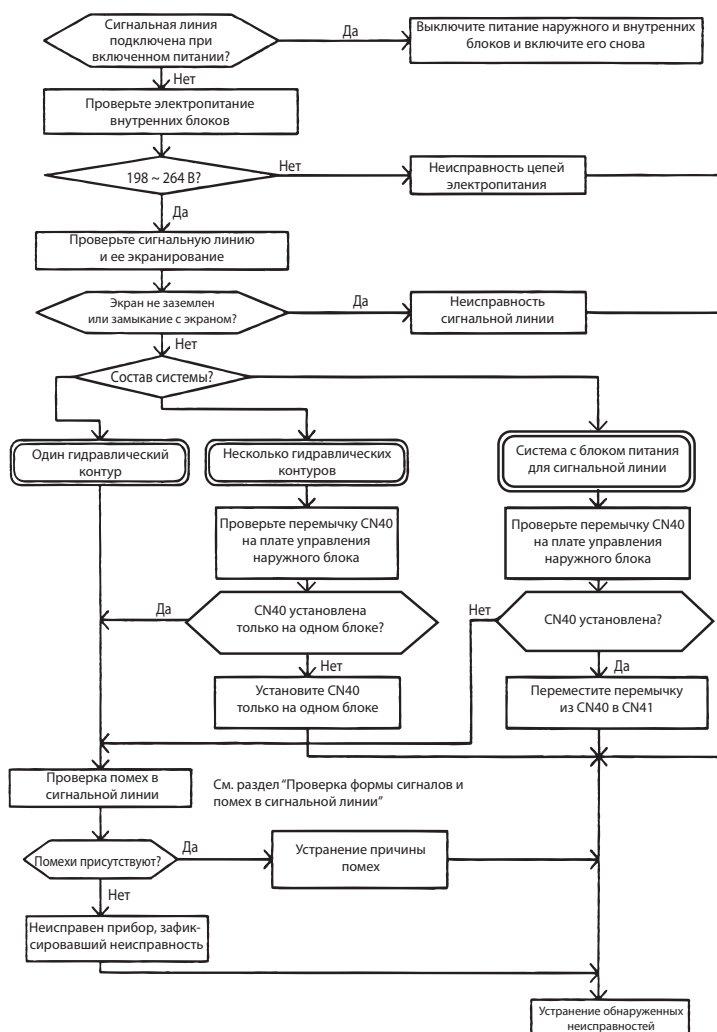 Сигнальная линия
подключена при
включенном питании?
Да
Выключите питание наружного и внутренних
блоков и включите его снова
Нет
Проверьте электропитание
внутренних блоков
198 ~ 264 В?
Нет
Неисправность цепей
электропитания
Да
Проверьте сигнальную линию
и ее экранирование
Экран не заземлен
или замыкание с экраном?
Да
Неисправность
сигнальной линии
Нет
Состав системы?
Один гидравлический
контур
Несколько гидравлических
контуров
Система с блоком питания
для сигнальной линии
Проверьте перемычку CN40
на плате управления
наружного блока
Проверьте перемычку CN40
на плате управления
наружного блока
Да
CN40 установлена
только на одном блоке?
Нет
CN40 установлена?
Нет
Да
Установите CN40
только на одном блоке
Переместите перемычку
из CN40 в CN41
Проверка помех в
сигнальной линии
См. раздел "Проверка формы сигналов и
помех в сигнальной линии"
Помехи присутствуют?
Да
Устранение причины
помех
Нет
Неисправен прибор, зафик-
сировавший неисправность
Устранение обнаруженных
неисправностей